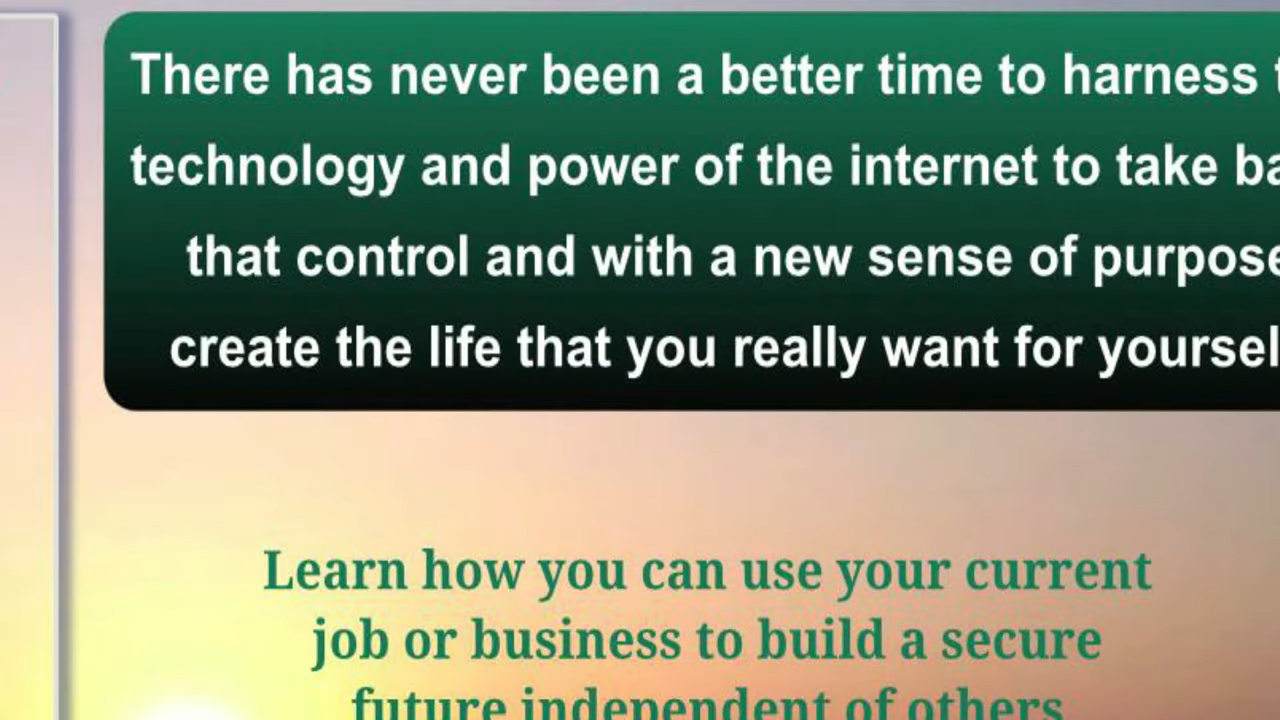 There has never been a better time to harness
technology and power of the internet to take
that control and with a new sense of purpose
create the life that you really want for
Learn how you can use your current
job or business to build a secure
future independent of others